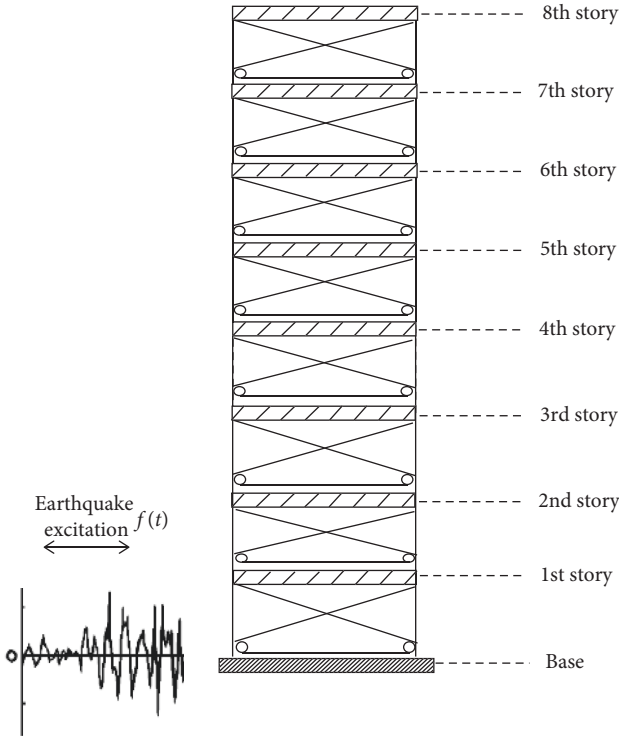 8th story
7th story
6th story
5th story
4th story
3rd story
2nd story
1st story
Base
Earthquake
excitation f(t)
0